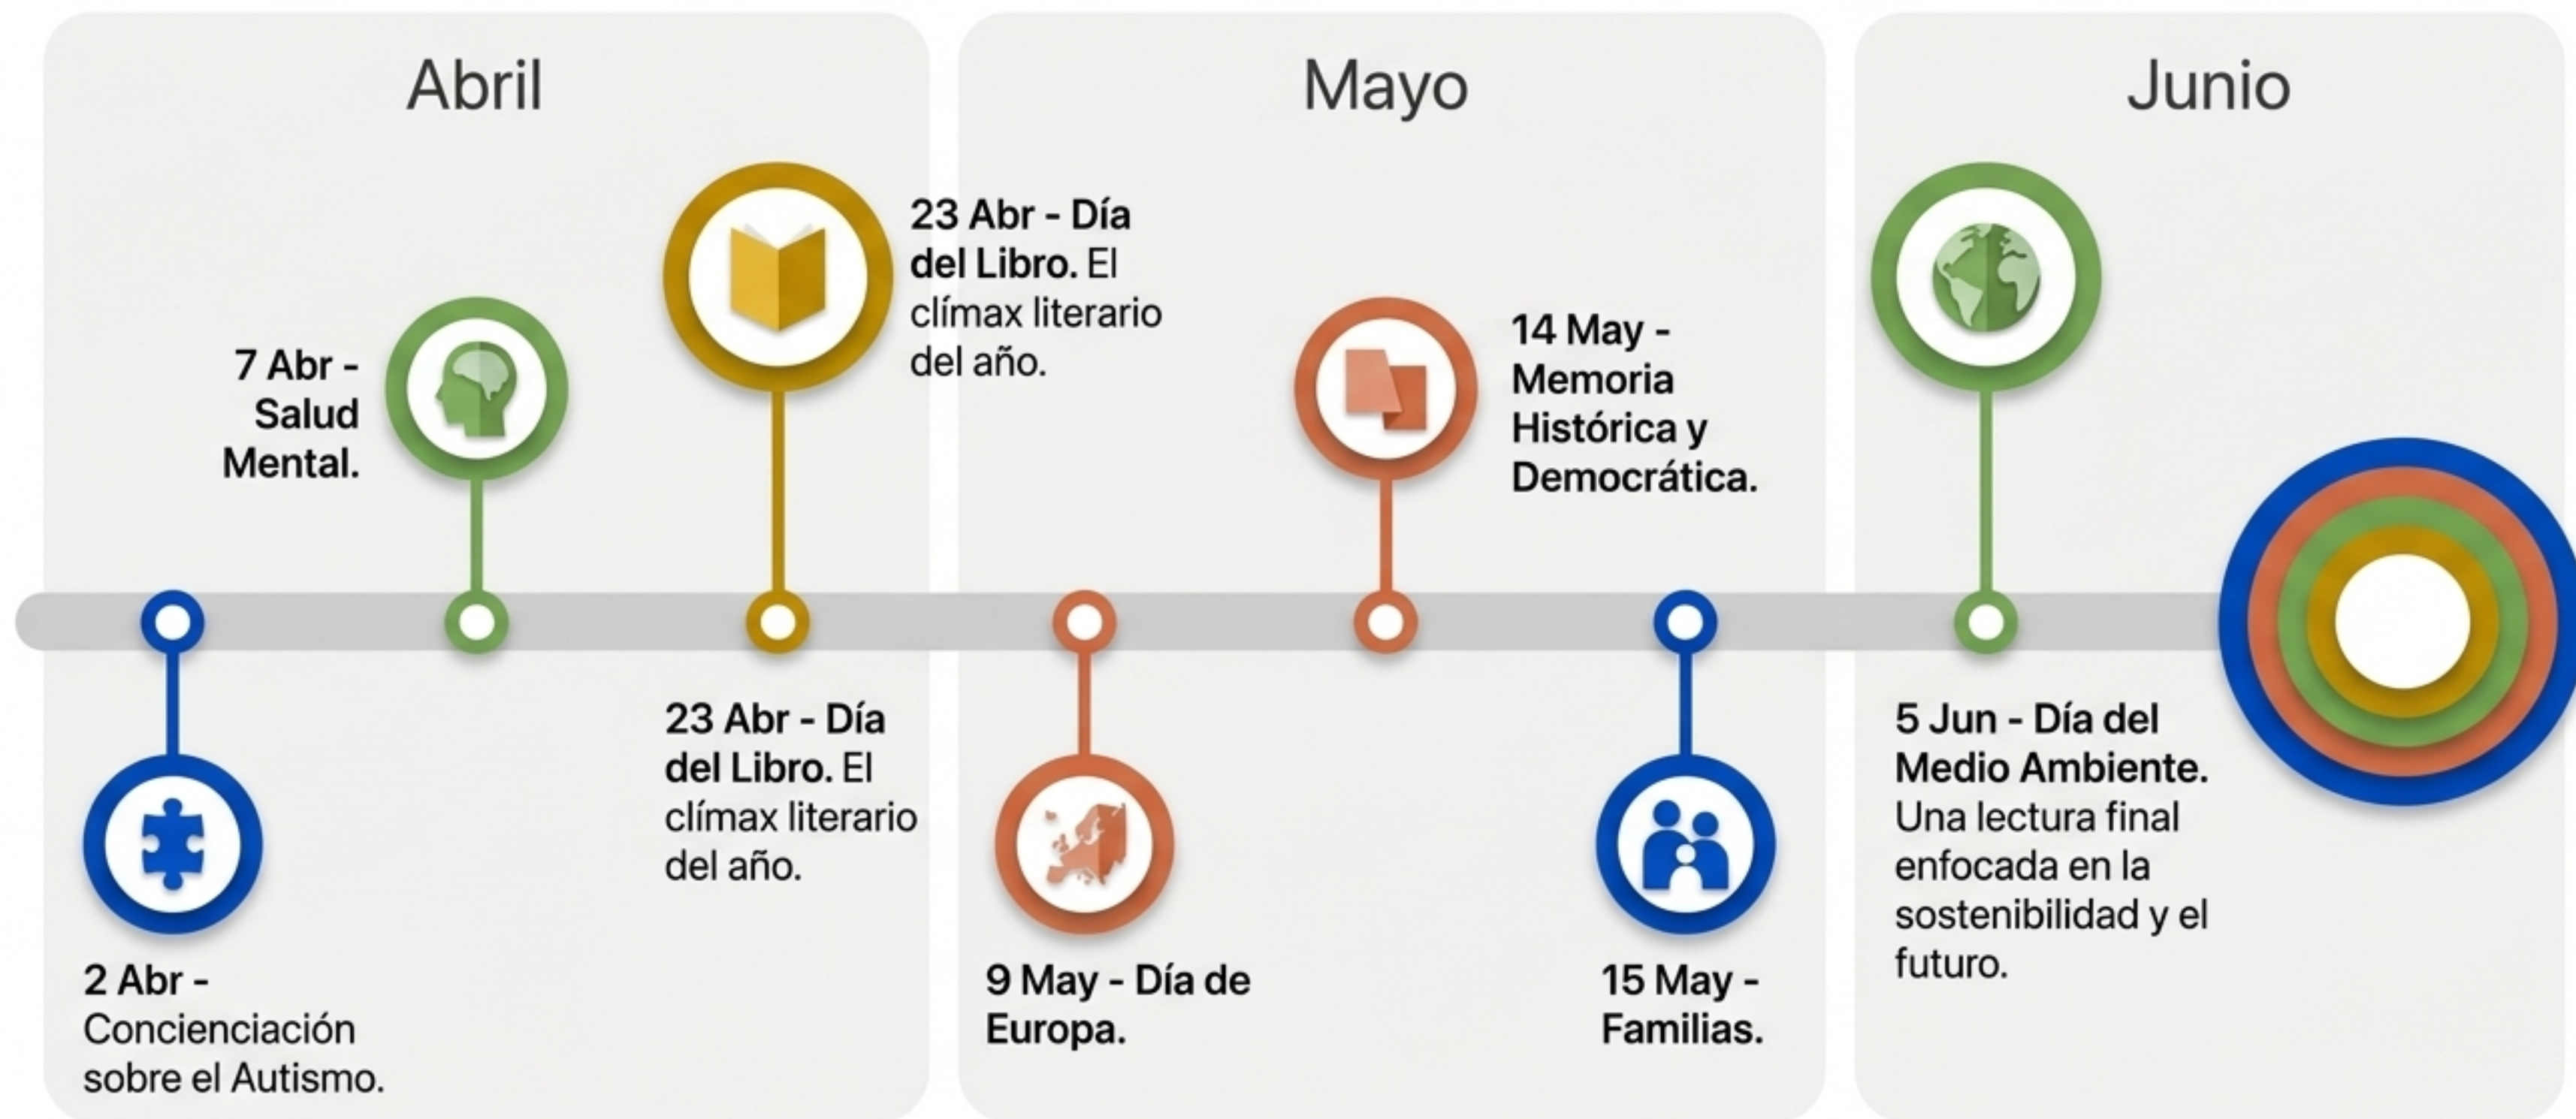 Abril
7 Abr -
Salud
Mental.
23 Abr - Día
del Libro. El
clímax literario
del año.
2 Abr -
Concienciación
sobre el Autismo.
23 Abr - Día
del Libro. El
clímax literario
del año.
Mayo
14 May -
Memoria
Histórica y
Democrática.
9 May - Día de
Europa.
15 May -
Familias.
Junio
5 Jun - Día del
Medio Ambiente.
Una lectura final
enfocada en la
sostenibilidad y el
futuro.